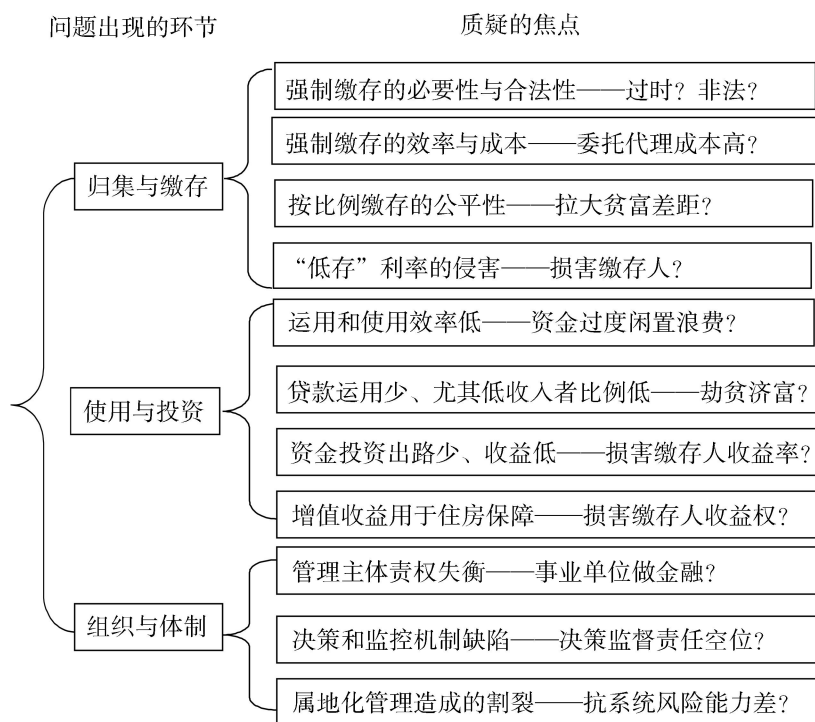 问题出现的环节
质疑的焦点
归集与缴存
强制缴存的必要性与合法性——过时？非法？
强制缴存的效率与成本——委托代理成本高？
按比例缴存的公平性——拉大贫富差距？
“低存”利率的侵害——损害缴存人？
使用与投资
运用和使用效率低——资金过度闲置浪费？
贷款运用少、尤其低收入者比例低——劫贫济富？
资金投资出路少、收益低——损害缴存人收益率？
增值收益用于住房保障——损害缴存人收益权？
组织与体制
管理主体责权失衡——事业单位做金融？
决策和监控机制缺陷——决策监督责任空位？
属地化管理造成的割裂——抗系统风险能力差？